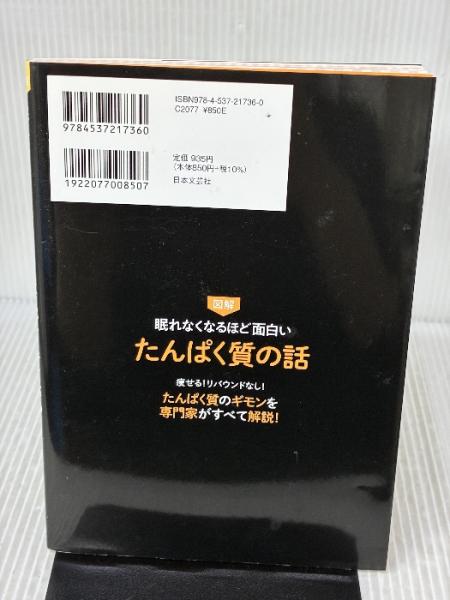 ISBN978-4-537-21736-0
C2077 ¥850E
9784537217360
定価 935円
(本体850円+税10%)
日本文芸社
1922077008507
図解
眠れなくなるほど面白い
たんぱく質の話
痩せる!リバウンドなし!
たんぱく質のギモンを
専門家がすべて解説!